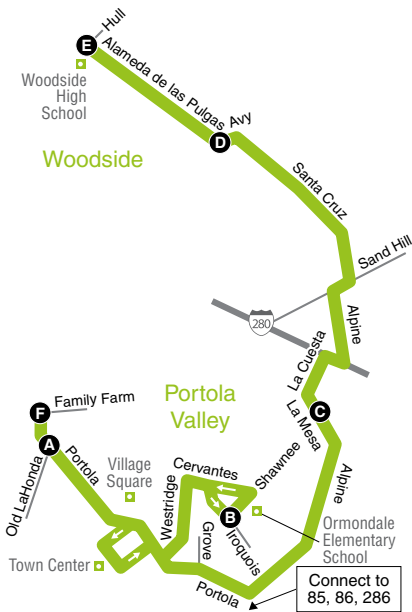 Hull
E
Alameda de las Pulgas
Woodside
High
School
Avy
D
Woodside
Santa Cruz
Sand Hill
280
Alpine
La Cuesta
Portola
Valley
F
Family Farm
C
La Mesa
A
Portola
Old LaHonda
Village
Square
Cervantes
Shawnee
Westridge
B
Alpine
Iroquois
Grove
Ormondale
Elementary
School
Town Center
Portola
Connect to
85, 86, 286